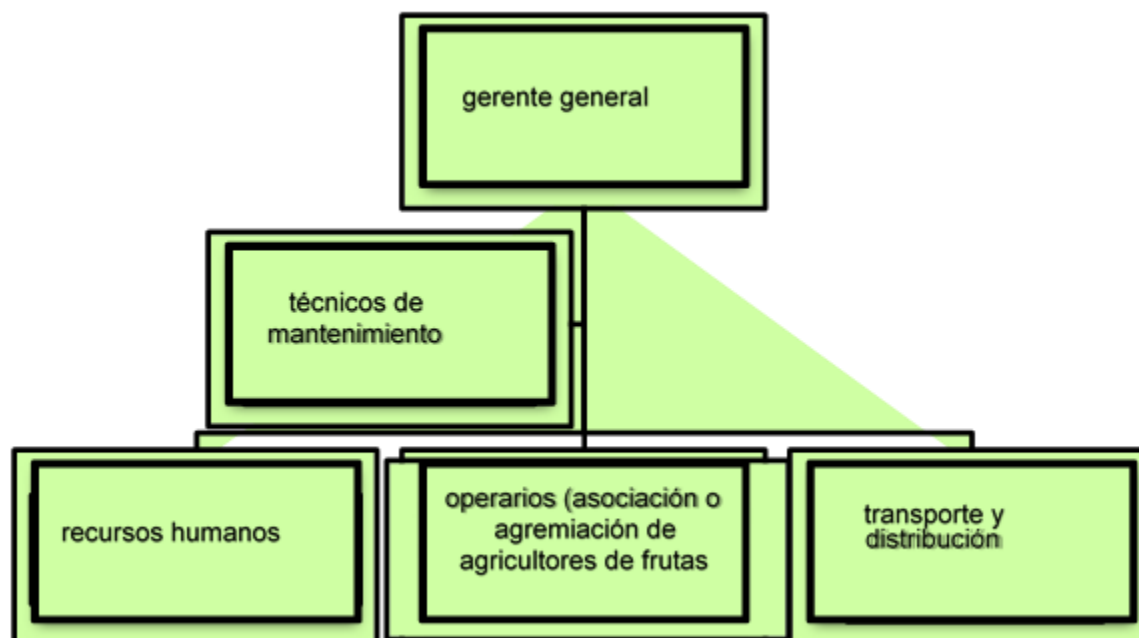 gerente general
técnicos de
mantenimiento
recursos humanos
operarios (asociación o
agremiación de
agricultores de frutas
transporte y
distribución